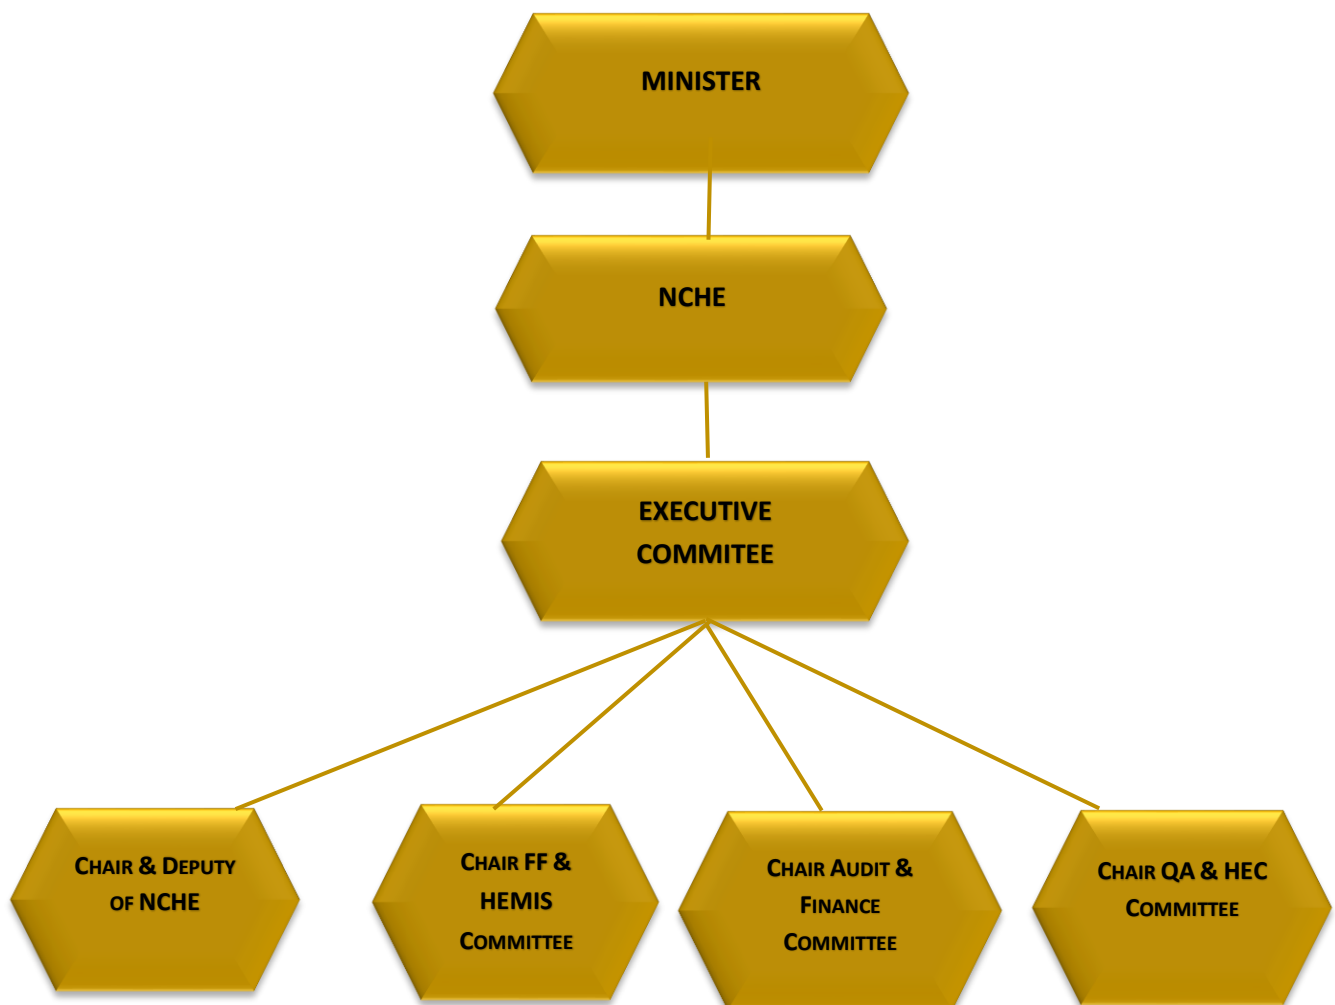 MINISTER
NCHE
EXECUTIVE
COMMITEE
CHAIR & DEPUTY
OF NCHE
CHAIR FF &
HEMIS
COMMITTEE
CHAIR AUDIT &
FINANCE
COMMITTEE
CHAIR QA & HEC
COMMITTEE